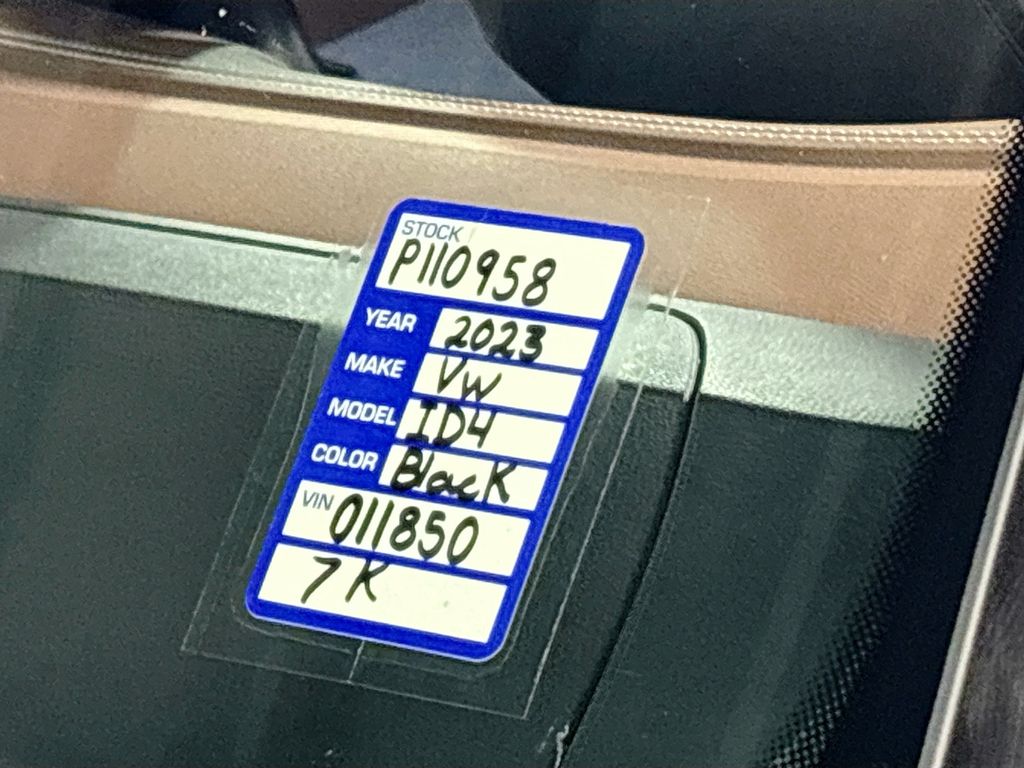 STOCK
P110958
YEAR 2023
MAKE VW
MODEL ID4
COLOR BlacK
VIN 011850
7K